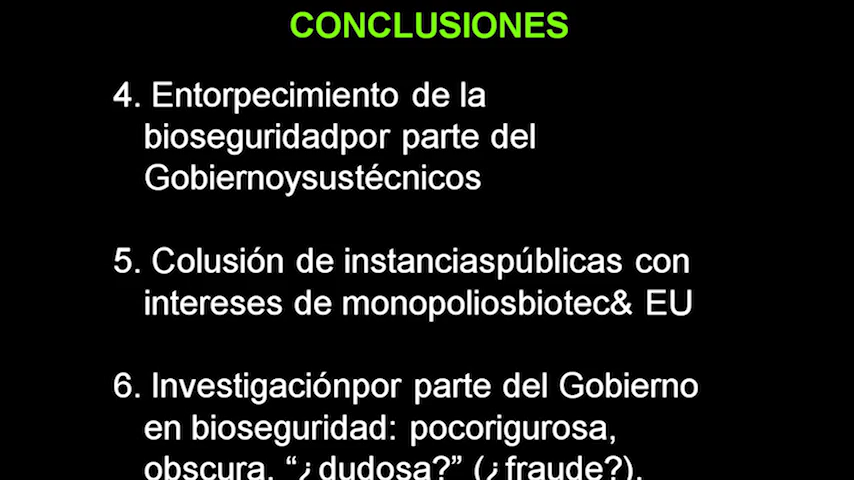 CONCLUSIONES
4. Entorpecimiento de la
bioseguridadpor parte del
Gobiernoysustécnicos
5. Colusión de instanciaspúblicas con
intereses de monopoliosbiotec& EU
6. Investigaciónpor parte del Gobierno
en bioseguridad: pocorigurosa,
obscura, “¿dudosa?” (¿fraude?).